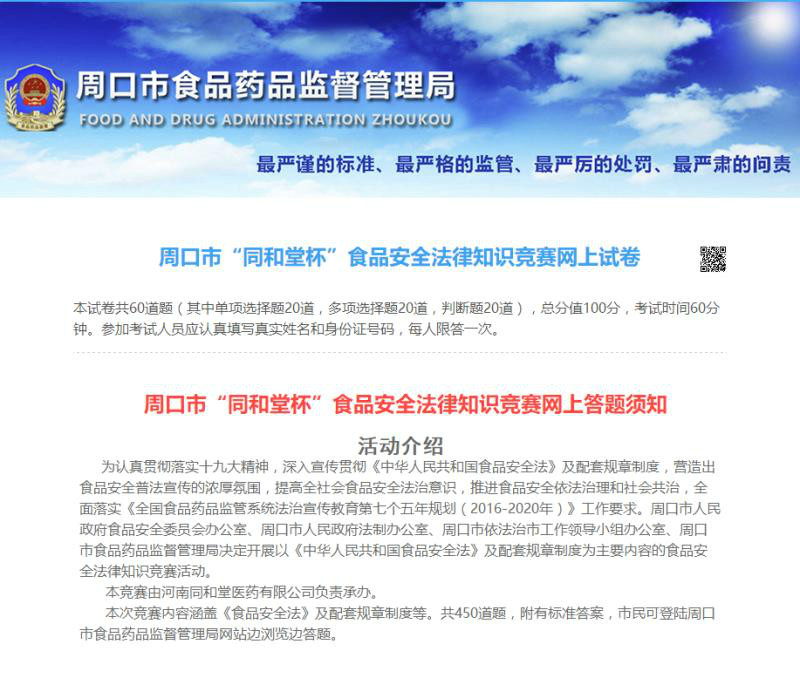 周口市食品药品监督管理局
FOOD AND DRUG ADMINISTRATION ZHOUKOU
最严谨的标准、最严格的监管、最严厉的处罚、最严肃的问责
周口市“同和堂杯”食品安全法律知识竞赛网上试卷
本试卷共60道题（其中单项选择题20道，多项选择题20道，判断题20道），总分值100分，考试时间60分
钟。参加考试人员应认真填写真实姓名和身份证号码，每人限答一次。
周口市“同和堂杯”食品安全法律知识竞赛网上答题须知
活动介绍
为认真贯彻落实十九大精神，深入宣传贯彻《中华人民共和国食品安全法》及配套规章制度，营造出
食品安全普法宣传的浓厚氛围，提高全社会食品安全法治意识，推进食品安全依法治理和社会共治，全
面落实《全国食品药品监管系统法治宣传教育第七个五年规划（2016-2020年）》工作要求。周口市人民
政府食品安全委员会办公室、周口市人民政府法制办公室、周口市依法治市工作领导小组办公室、周口
市食品药品监督管理局决定开展以《中华人民共和国食品安全法》及配套规章制度为主要内容的食品安
全法律知识竞赛活动。
本竞赛由河南同和堂医药有限公司负责承办。
本次竞赛内容涵盖《食品安全法》及配套规章制度等。共450道题，附有标准答案，市民可登陆周口
市食品药品监督管理局网站边浏览边答题。